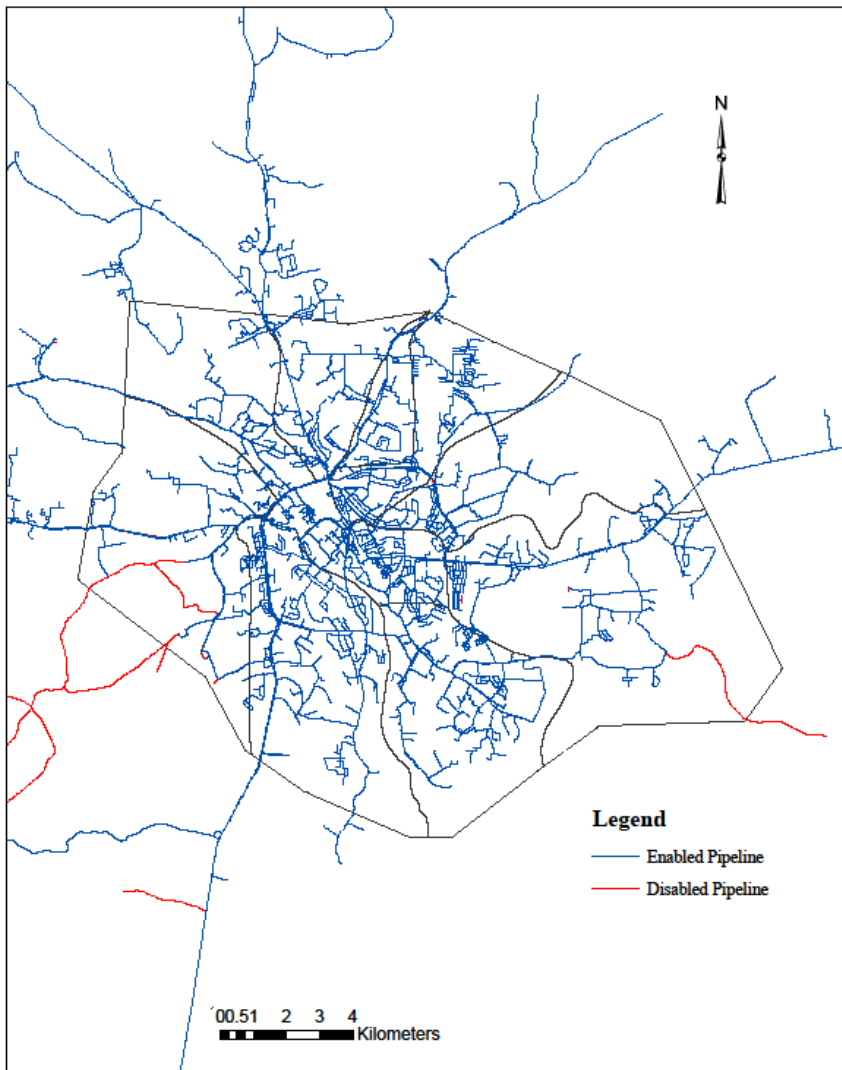 N
Legend
Enabled Pipeline
Disabled Pipeline
00.51 2 3 4
Kilometers